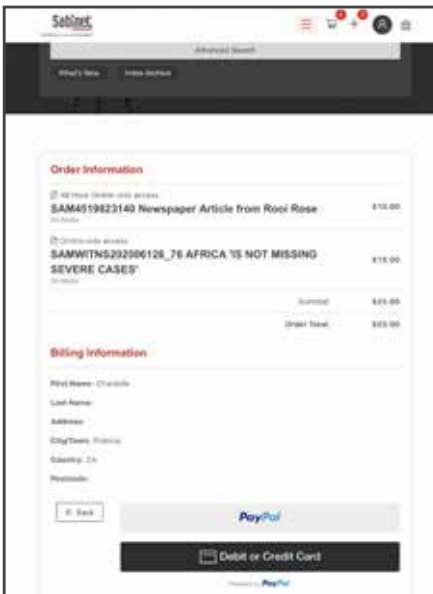 Sabinet
Advanced Search
What's New
Index Archive
Order Information
48 Hour Online-only access
SAM4519823140 Newspaper Article from Rooi Rose
Online-only access
SAMWITNS202006126_76 AFRICA 'IS NOT MISSING
SEVERE CASES'
Subtotal
Order Total
Billing Information
First Name:
Last Name:
Address:
City/Town: Pretoria
Country: ZA
Postcode:
Back
PayPal
Debit or Credit Card
Powered by PayPal